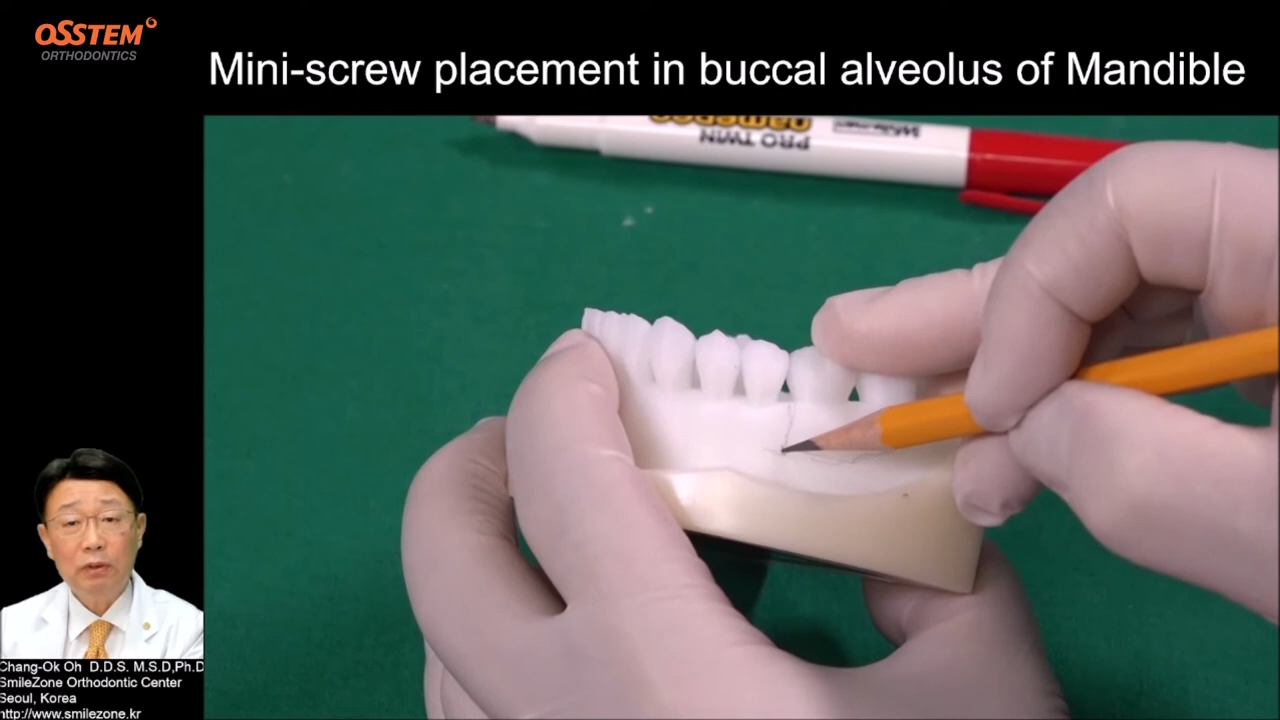 OSSTEM
ORTHODONTICS
Mini-screw placement in buccal alveolus of Mandible
namepen
PRO TWIN
Chang-Ok Oh D.D.S. M.S.D,Ph.D
SmileZone Orthodontic Center
Seoul, Korea
http://www.smilezone.kr